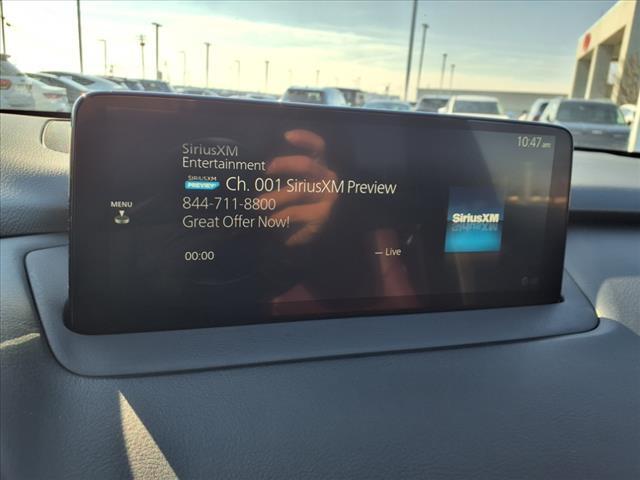 10:47 am
SiriusXM
Entertainment
SIRIUSXM PREVIEW Ch. 001 SiriusXM Preview
MENU
844-711-8800
Great Offer Now!
SiriusXM
00:00
— Live